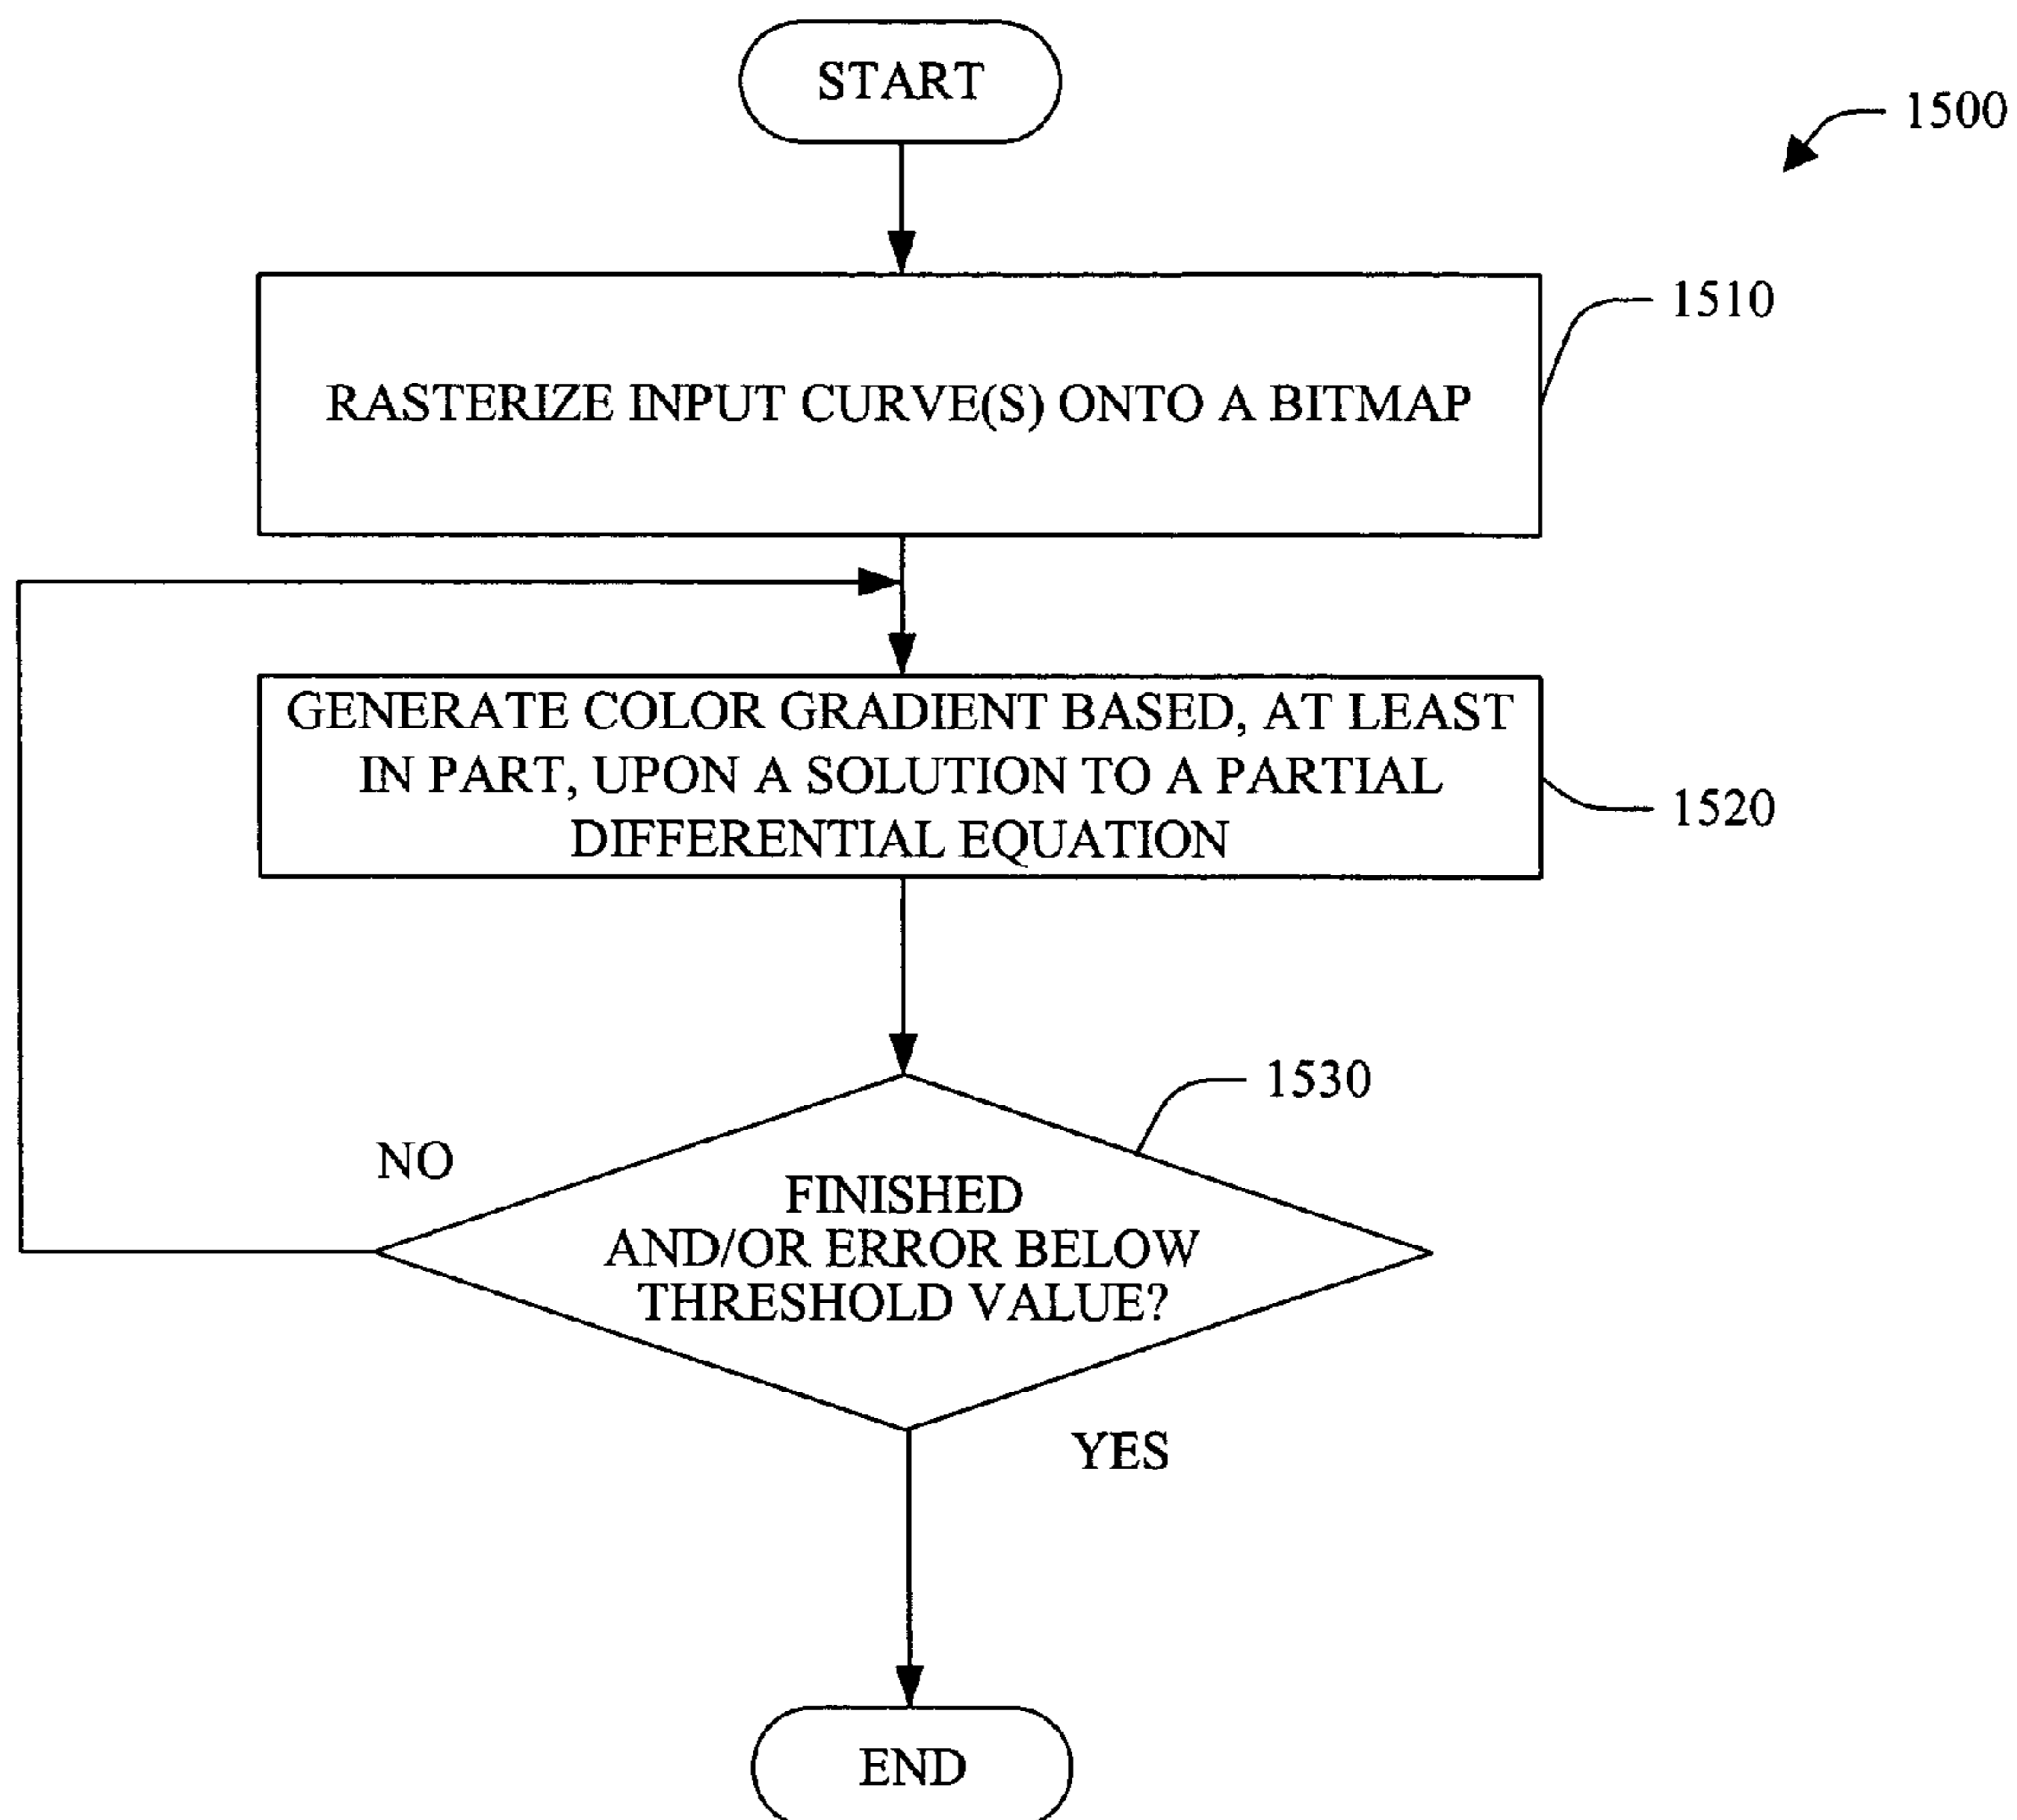 START
1500
1510
RASTERIZE INPUT CURVE(S) ONTO A BITMAP
GENERATE COLOR GRADIENT BASED, AT LEAST
IN PART, UPON A SOLUTION TO A PARTIAL
DIFFERENTIAL EQUATION
1520
1530
NO
FINISHED
AND/OR ERROR BELOW
THRESHOLD VALUE?
YES
END